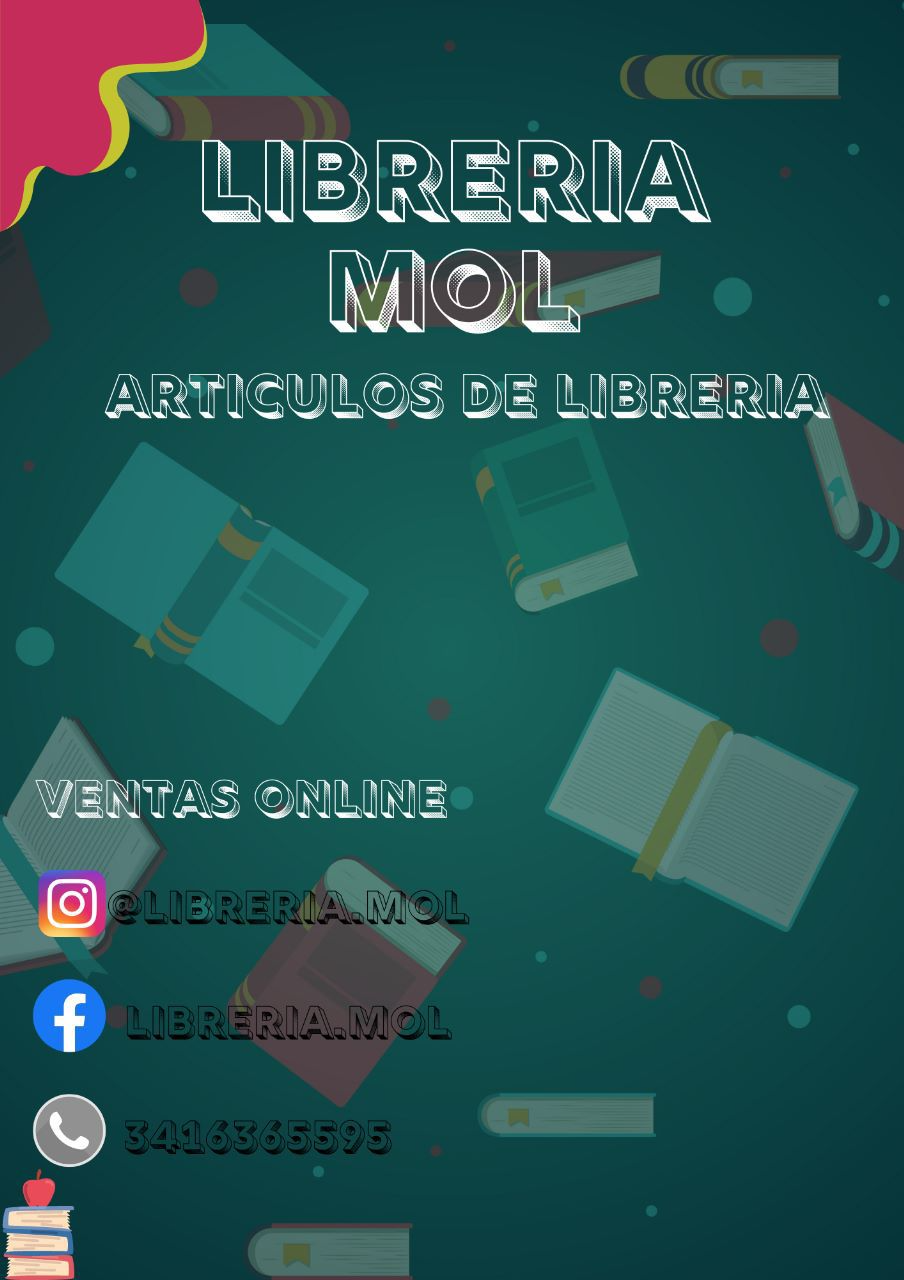 LIBRERIA
MOL
ARTICULOS DE LIBRERIA
VENTAS ONLINE
@LIBRERIA.MOL
LIBRERIA.MOL
3416365595